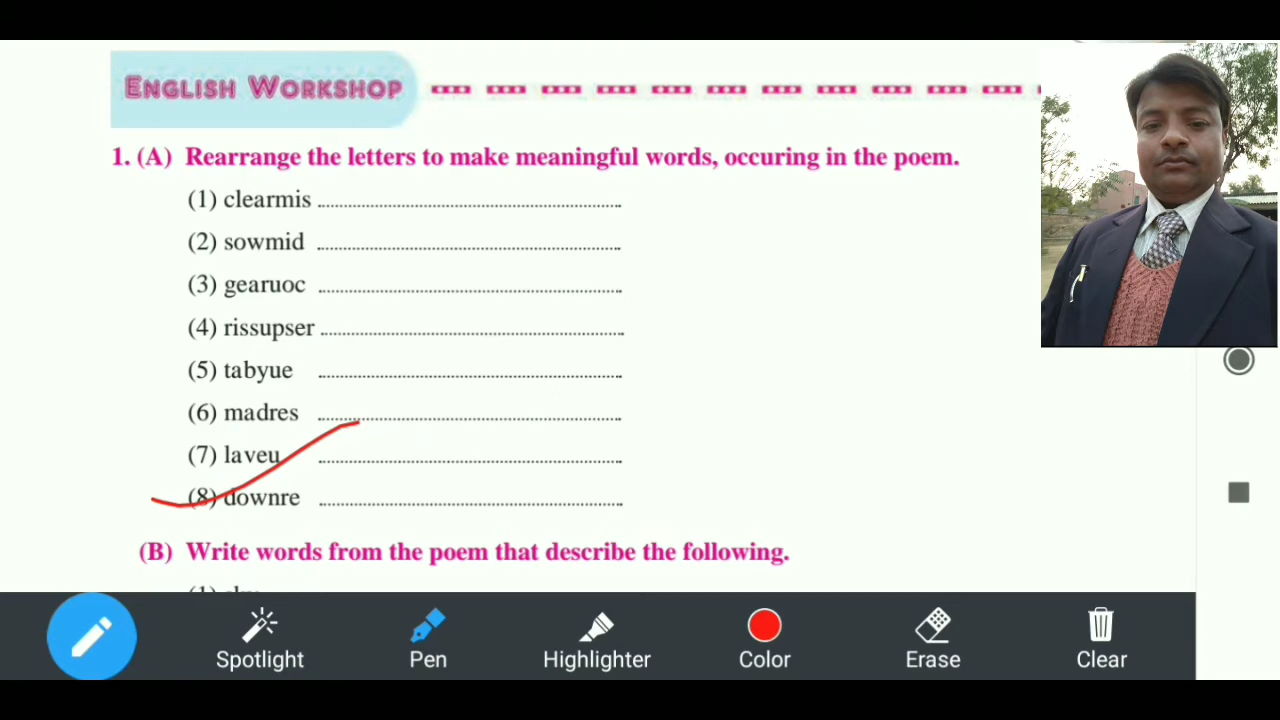 ENGLISH WORKSHOP
1. (A) Rearrange the letters to make meaningful words, occuring in the poem.
(1) clearmis
(2) sowmid
(3) gearuoc
(4) rissupser
(5) tabyue
(6) madres
(7) laveu
(8) downre
(B) Write words from the poem that describe the following.
Spotlight
Pen
Highlighter
Color
Erase
Clear